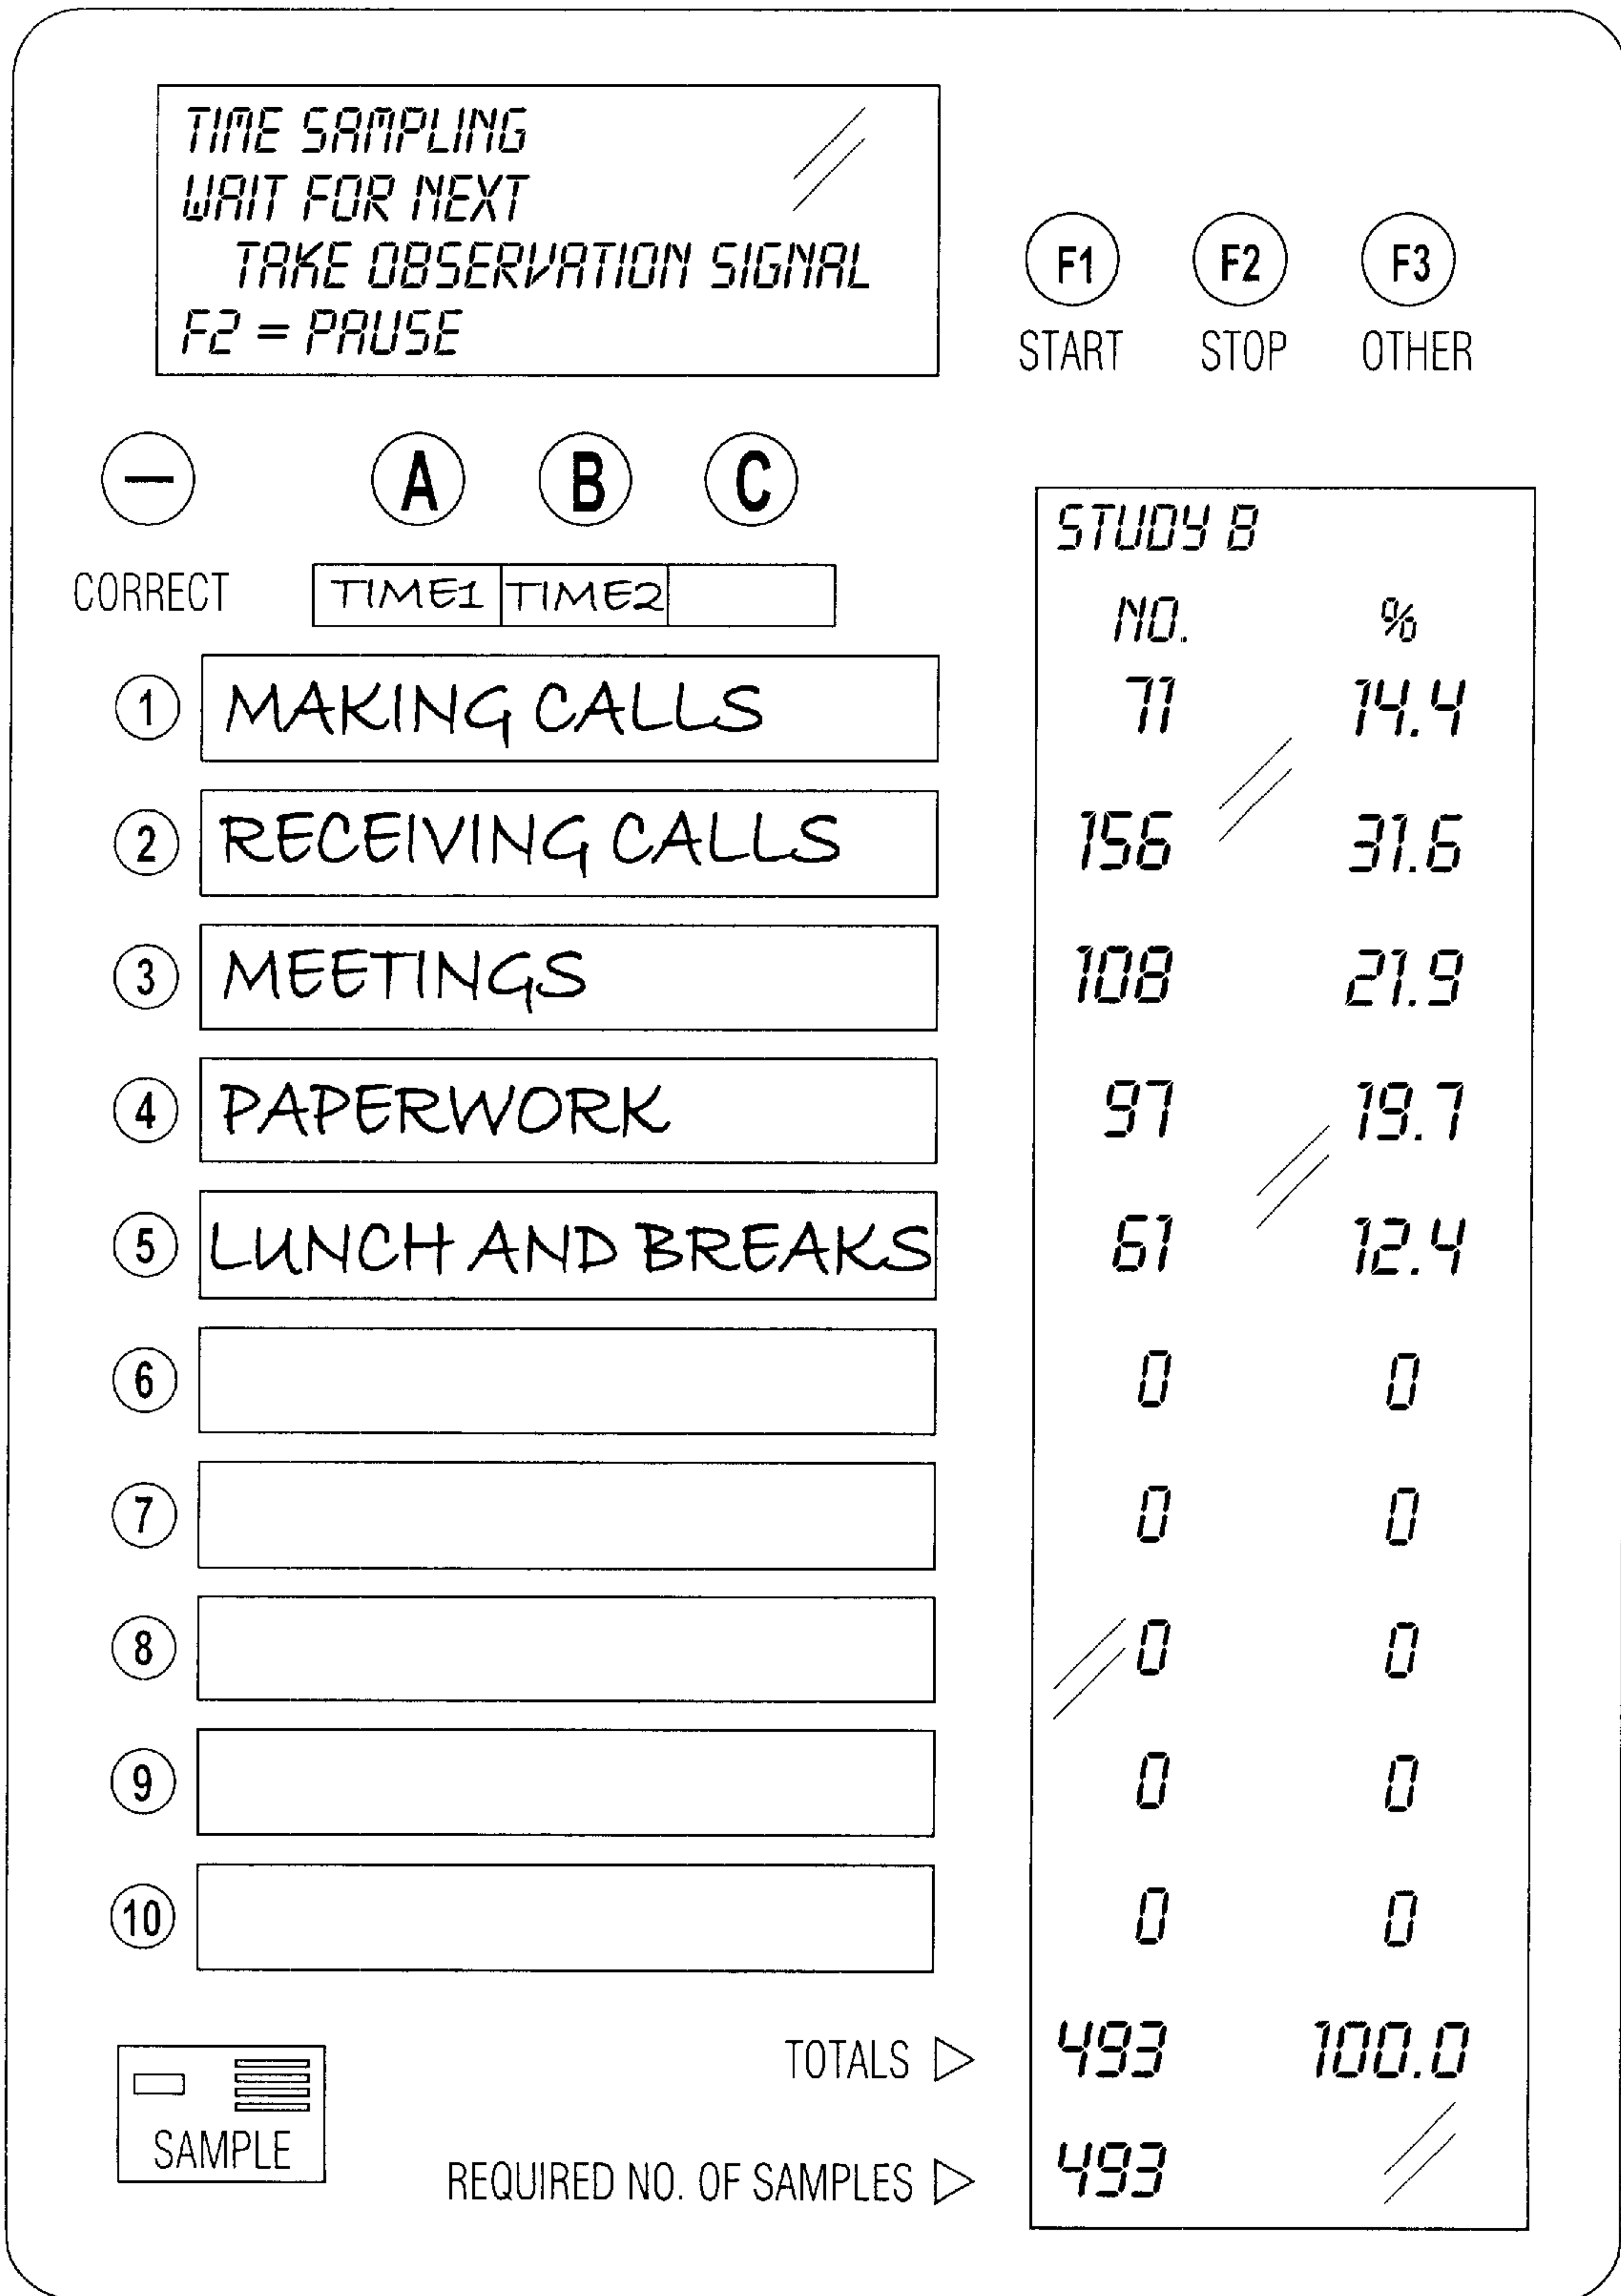 TIME SAMPLING
WAIT FOR NEXT
TAKE OBSERVATION SIGNAL
F2 = PAUSE
F1 F2 F3
START STOP OTHER
— A B C
CORRECT TIME1 TIME2
STUDY B
NO. %
1 MAKING CALLS 71 14.4
2 RECEIVING CALLS 156 31.6
3 MEETINGS 108 21.9
4 PAPERWORK 97 19.7
5 LUNCH AND BREAKS 61 12.4
6 0 0
7 0 0
8 0 0
9 0 0
10 0 0
TOTALS ▷ 493 100.0
SAMPLE
REQUIRED NO. OF SAMPLES ▷ 493